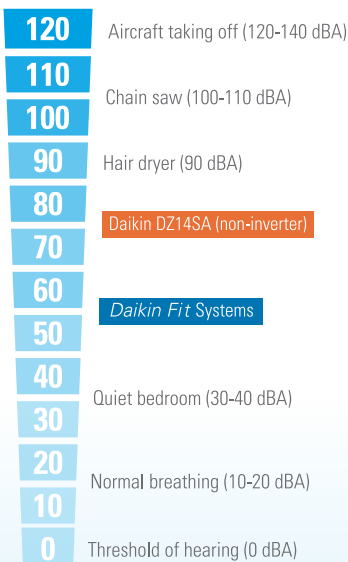 120 Aircraft taking off (120-140 dBA)
110
Chain saw (100-110 dBA)
100
90 Hair dryer (90 dBA)
80
Daikin DZ14SA (non-inverter)
70
60
Daikin Fit Systems
50
40
Quiet bedroom (30-40 dBA)
30
20
Normal breathing (10-20 dBA)
10
0 Threshold of hearing (0 dBA)